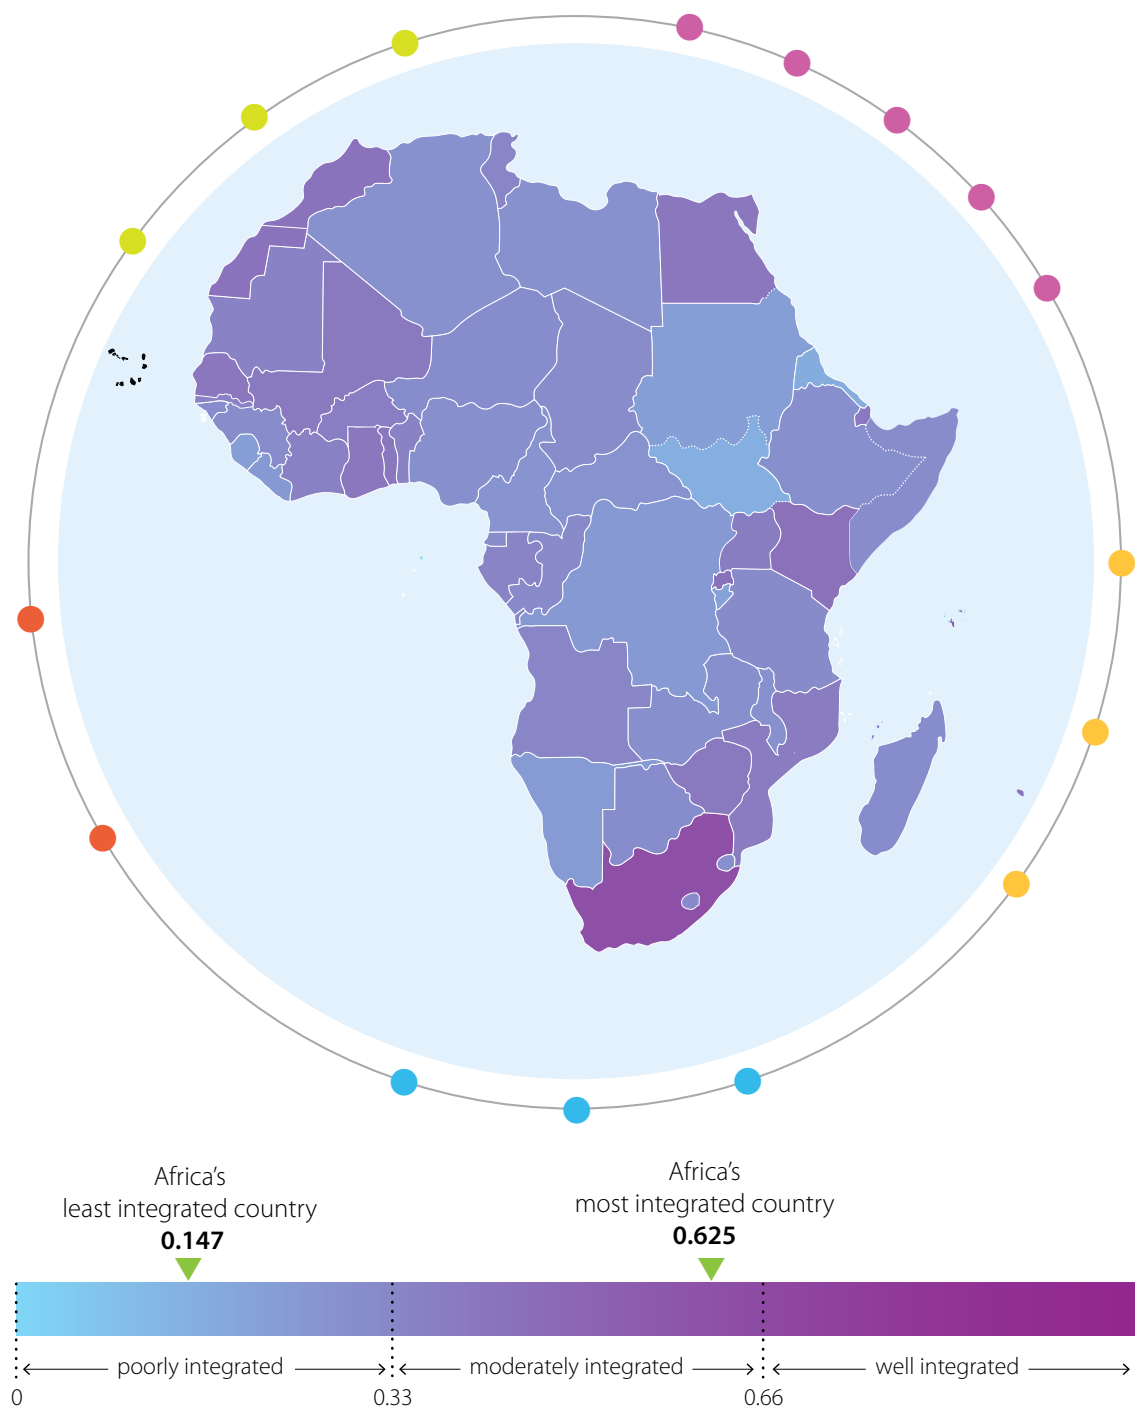 Africa's
least integrated country
0.147
Africa's
most integrated country
0.625
poorly integrated
moderately integrated
well integrated
0
0.33
0.66